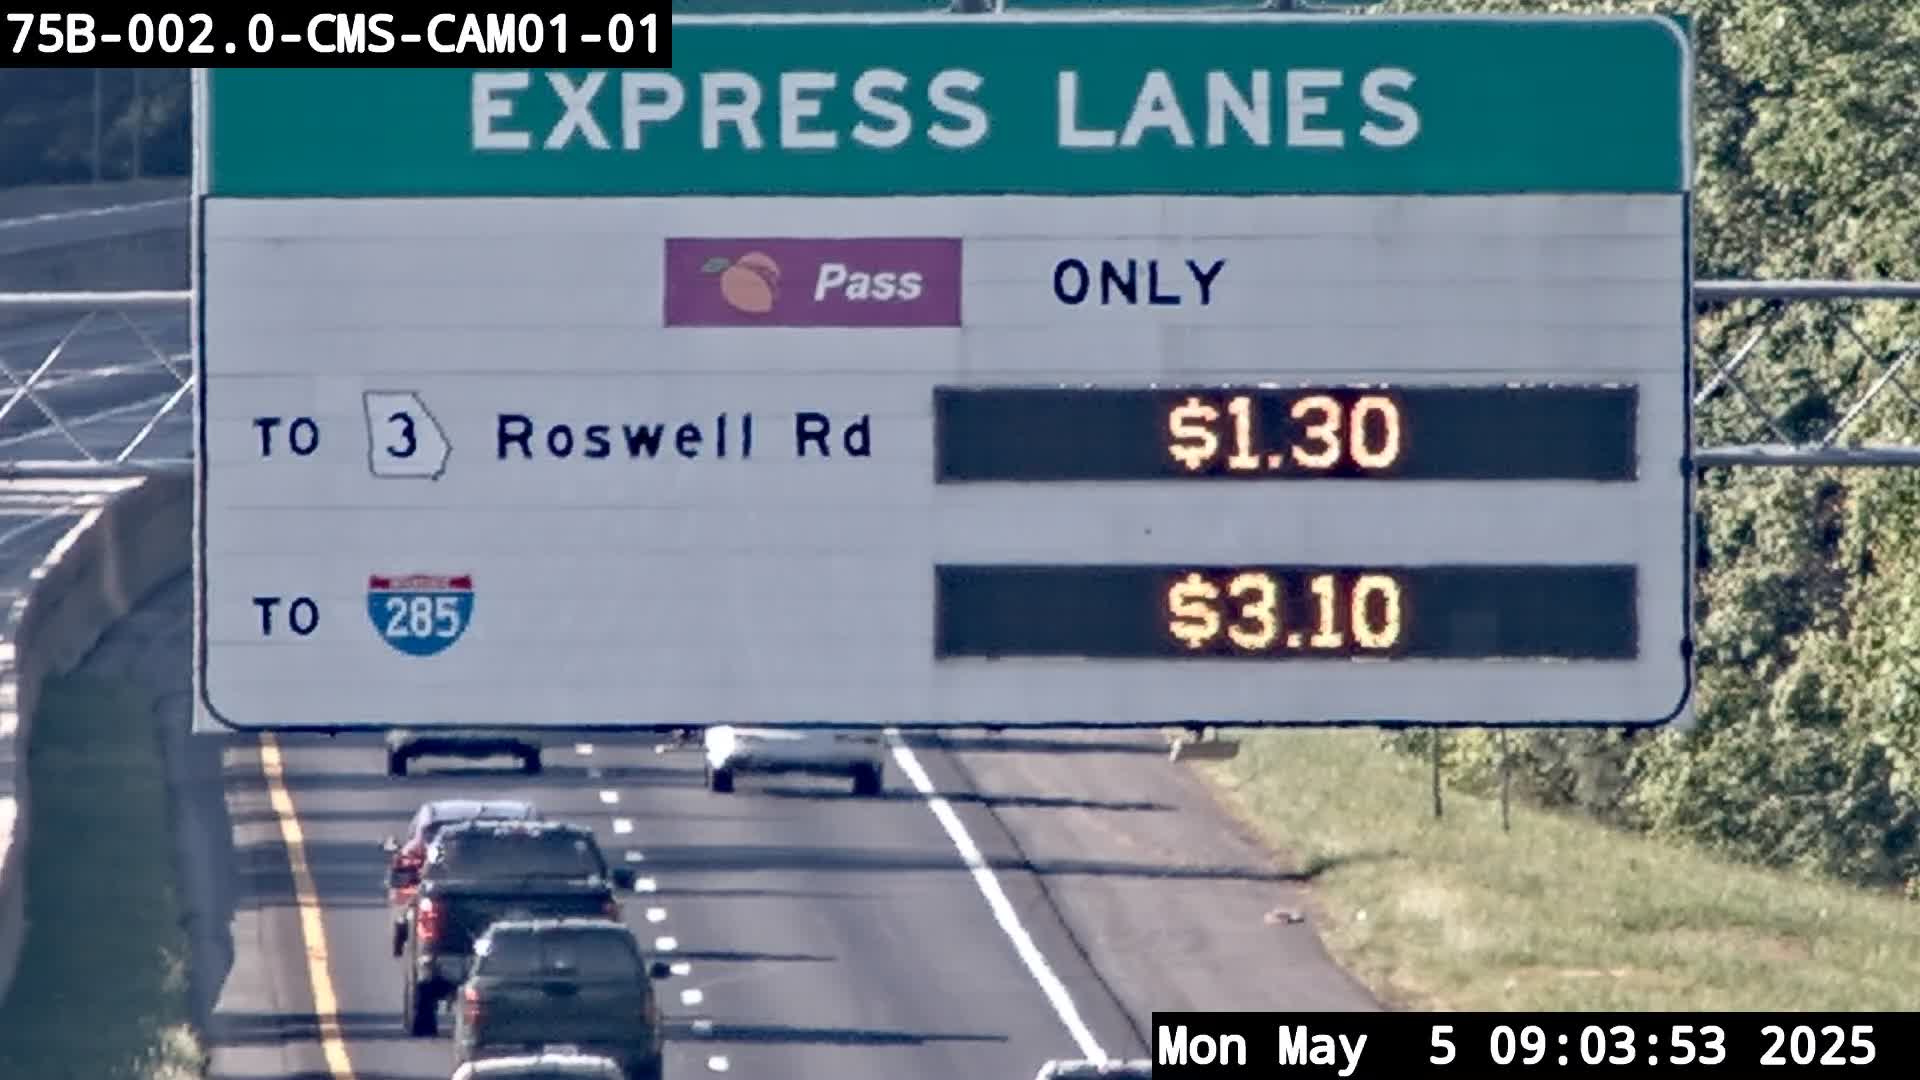 75B-002.0-CMS-CAM01-01
EXPRESS LANES
Pass ONLY
TO 3 Roswell Rd $1.30
TO 285 $3.10
Mon May 5 09:03:53 2025